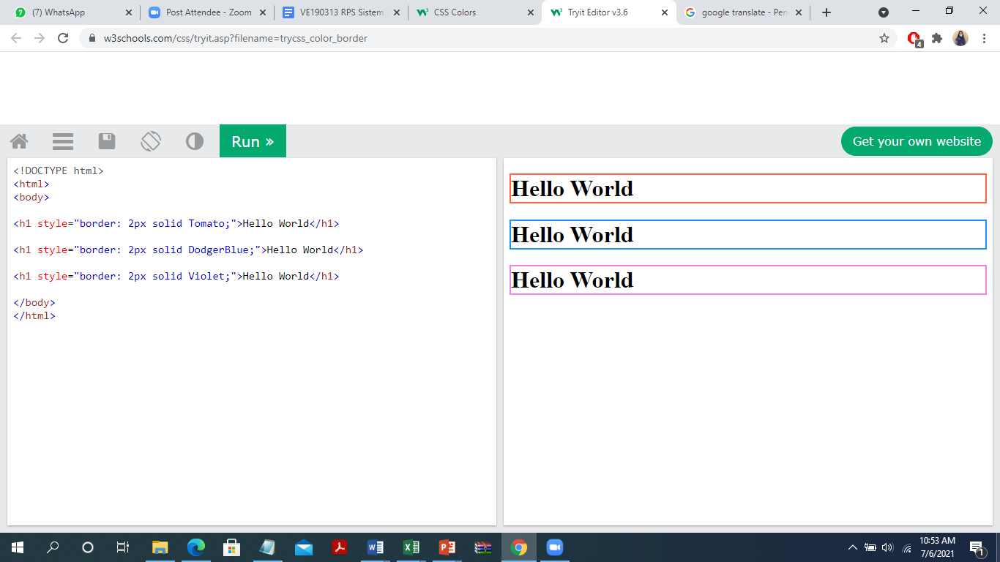 (7) WhatsApp
Post Attendee - Zoom
VE190313 RPS Sistem
CSS Colors
Tryit Editor v3.6
google translate - Pen
w3schools.com/css/tryit.asp?filename=trycss_color_border
4
Run »
Get your own website
<!DOCTYPE html>
<html>
<body>
<h1 style="border: 2px solid Tomato;">Hello World</h1>
<h1 style="border: 2px solid DodgerBlue;">Hello World</h1>
<h1 style="border: 2px solid Violet;">Hello World</h1>
</body>
</html>
Hello World
Hello World
Hello World
10:53 AM
7/6/2021
1